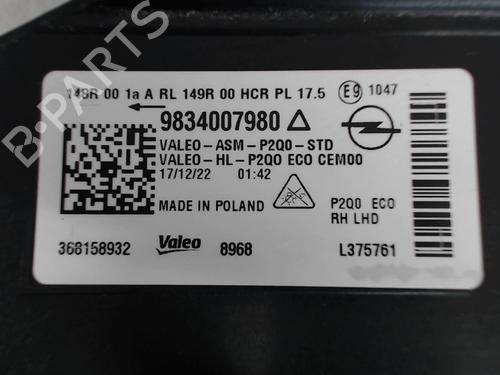 B-PARTS
149R 00 1a A RL 149R 00 HCR PL 17.5 E9 1047
9834007980
VALEO-ASM-P2Q0-STD
VALEO-HL-P2Q0 ECO CEM00
17/12/22 01:42
MADE IN POLAND
P2Q0 ECO
RH LHD
368158932 Valeo 8968 L375761